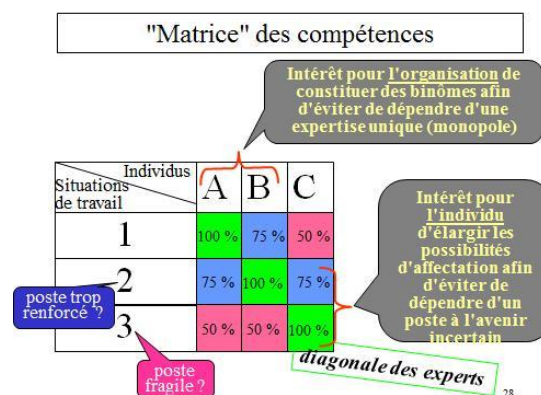 "Matrice" des compétences
Intérêt pour l'organisation de
constituer des binômes afin
d'éviter de dépendre d'une
expertise unique (monopole)
Individus
Situations
de travail
A B C
1 100 % 75 % 50 %
2 75 % 100 % 75 %
3 50 % 50 % 100 %
Intérêt pour
l'individu
d'élargir les
possibilités
d'affectation afin
d'éviter de
dépendre d'un
poste à l'avenir
incertain
poste trop
renforcé ?
poste
fragile ?
diagonale des experts
28